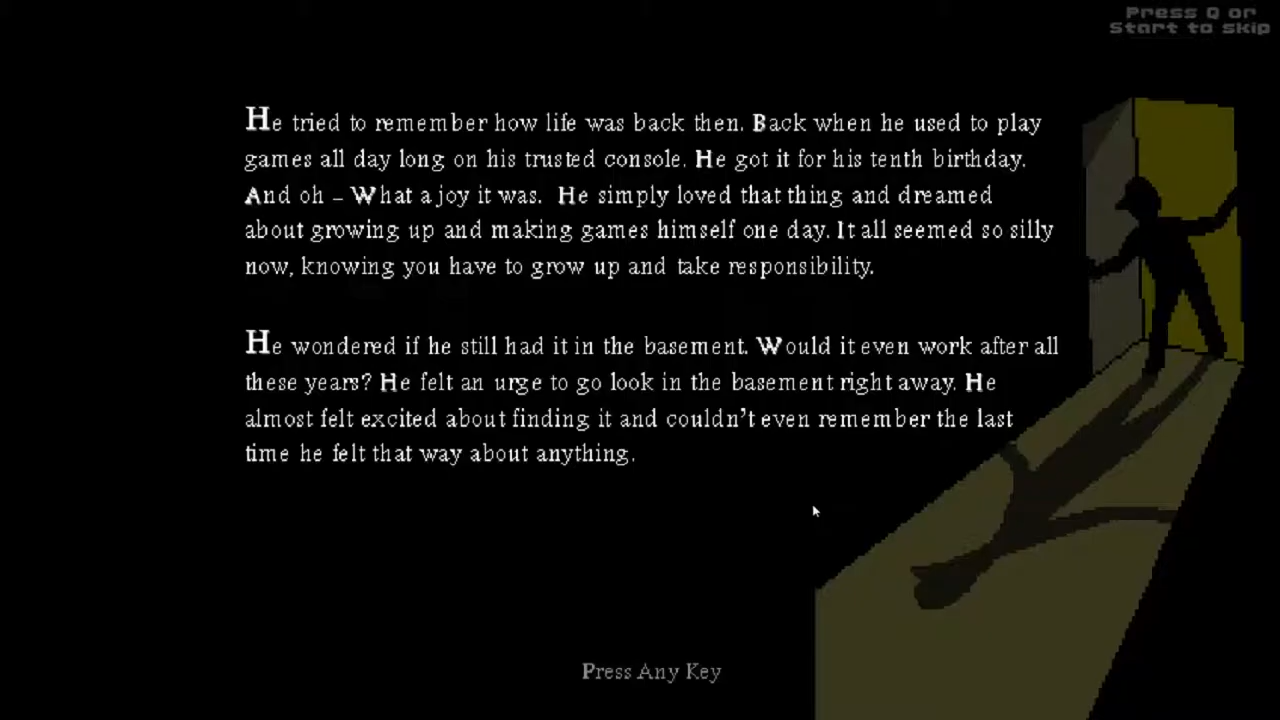 Press Q or
Start to skip
He tried to remember how life was back then. Back when he used to play
games all day long on his trusted console. He got it for his tenth birthday.
And oh – What a joy it was. He simply loved that thing and dreamed
about growing up and making games himself one day. It all seemed so silly
now, knowing you have to grow up and take responsibility.
He wondered if he still had it in the basement. Would it even work after all
these years? He felt an urge to go look in the basement right away. He
almost felt excited about finding it and couldn't even remember the last
time he felt that way about anything.
Press Any Key